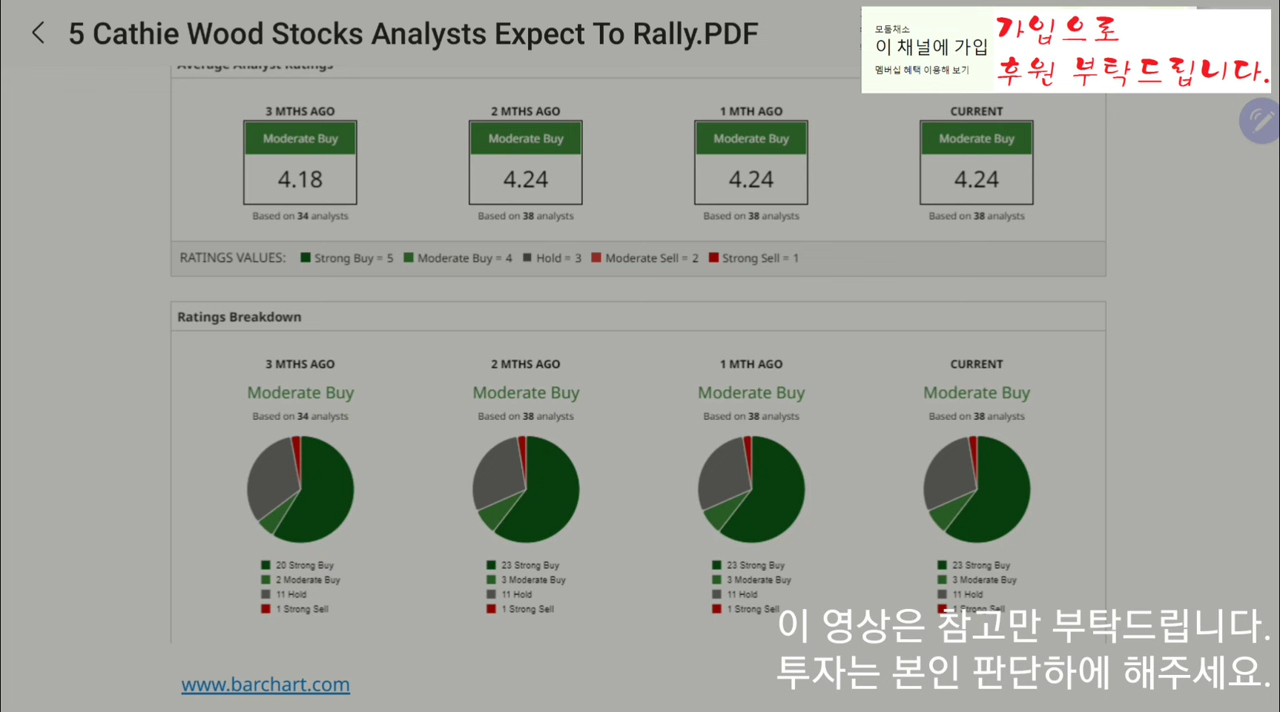 5 Cathie Wood Stocks Analysts Expect To Rally.PDF
모둠채소
이 채널에 가입
멤버십 혜택 이용해 보기
가입으로
후원 부탁드립니다.
Average Analyst Ratings
3 MTHS AGO 2 MTHS AGO 1 MTH AGO CURRENT
Moderate Buy Moderate Buy Moderate Buy Moderate Buy
4.18 4.24 4.24 4.24
Based on 34 analysts Based on 38 analysts Based on 38 analysts Based on 38 analysts
RATINGS VALUES: Strong Buy = 5 Moderate Buy = 4 Hold = 3 Moderate Sell = 2 Strong Sell = 1
Ratings Breakdown
3 MTHS AGO 2 MTHS AGO 1 MTH AGO CURRENT
Moderate Buy Moderate Buy Moderate Buy Moderate Buy
Based on 34 analysts Based on 38 analysts Based on 38 analysts Based on 38 analysts
20 Strong Buy 23 Strong Buy 23 Strong Buy 23 Strong Buy
2 Moderate Buy 3 Moderate Buy 3 Moderate Buy 3 Moderate Buy
11 Hold 11 Hold 11 Hold 11 Hold
1 Strong Sell 1 Strong Sell 1 Strong Sell 1 Strong Sell
이 영상은 참고만 부탁드립니다.
투자는 본인 판단하에 해주세요.
www.barchart.com